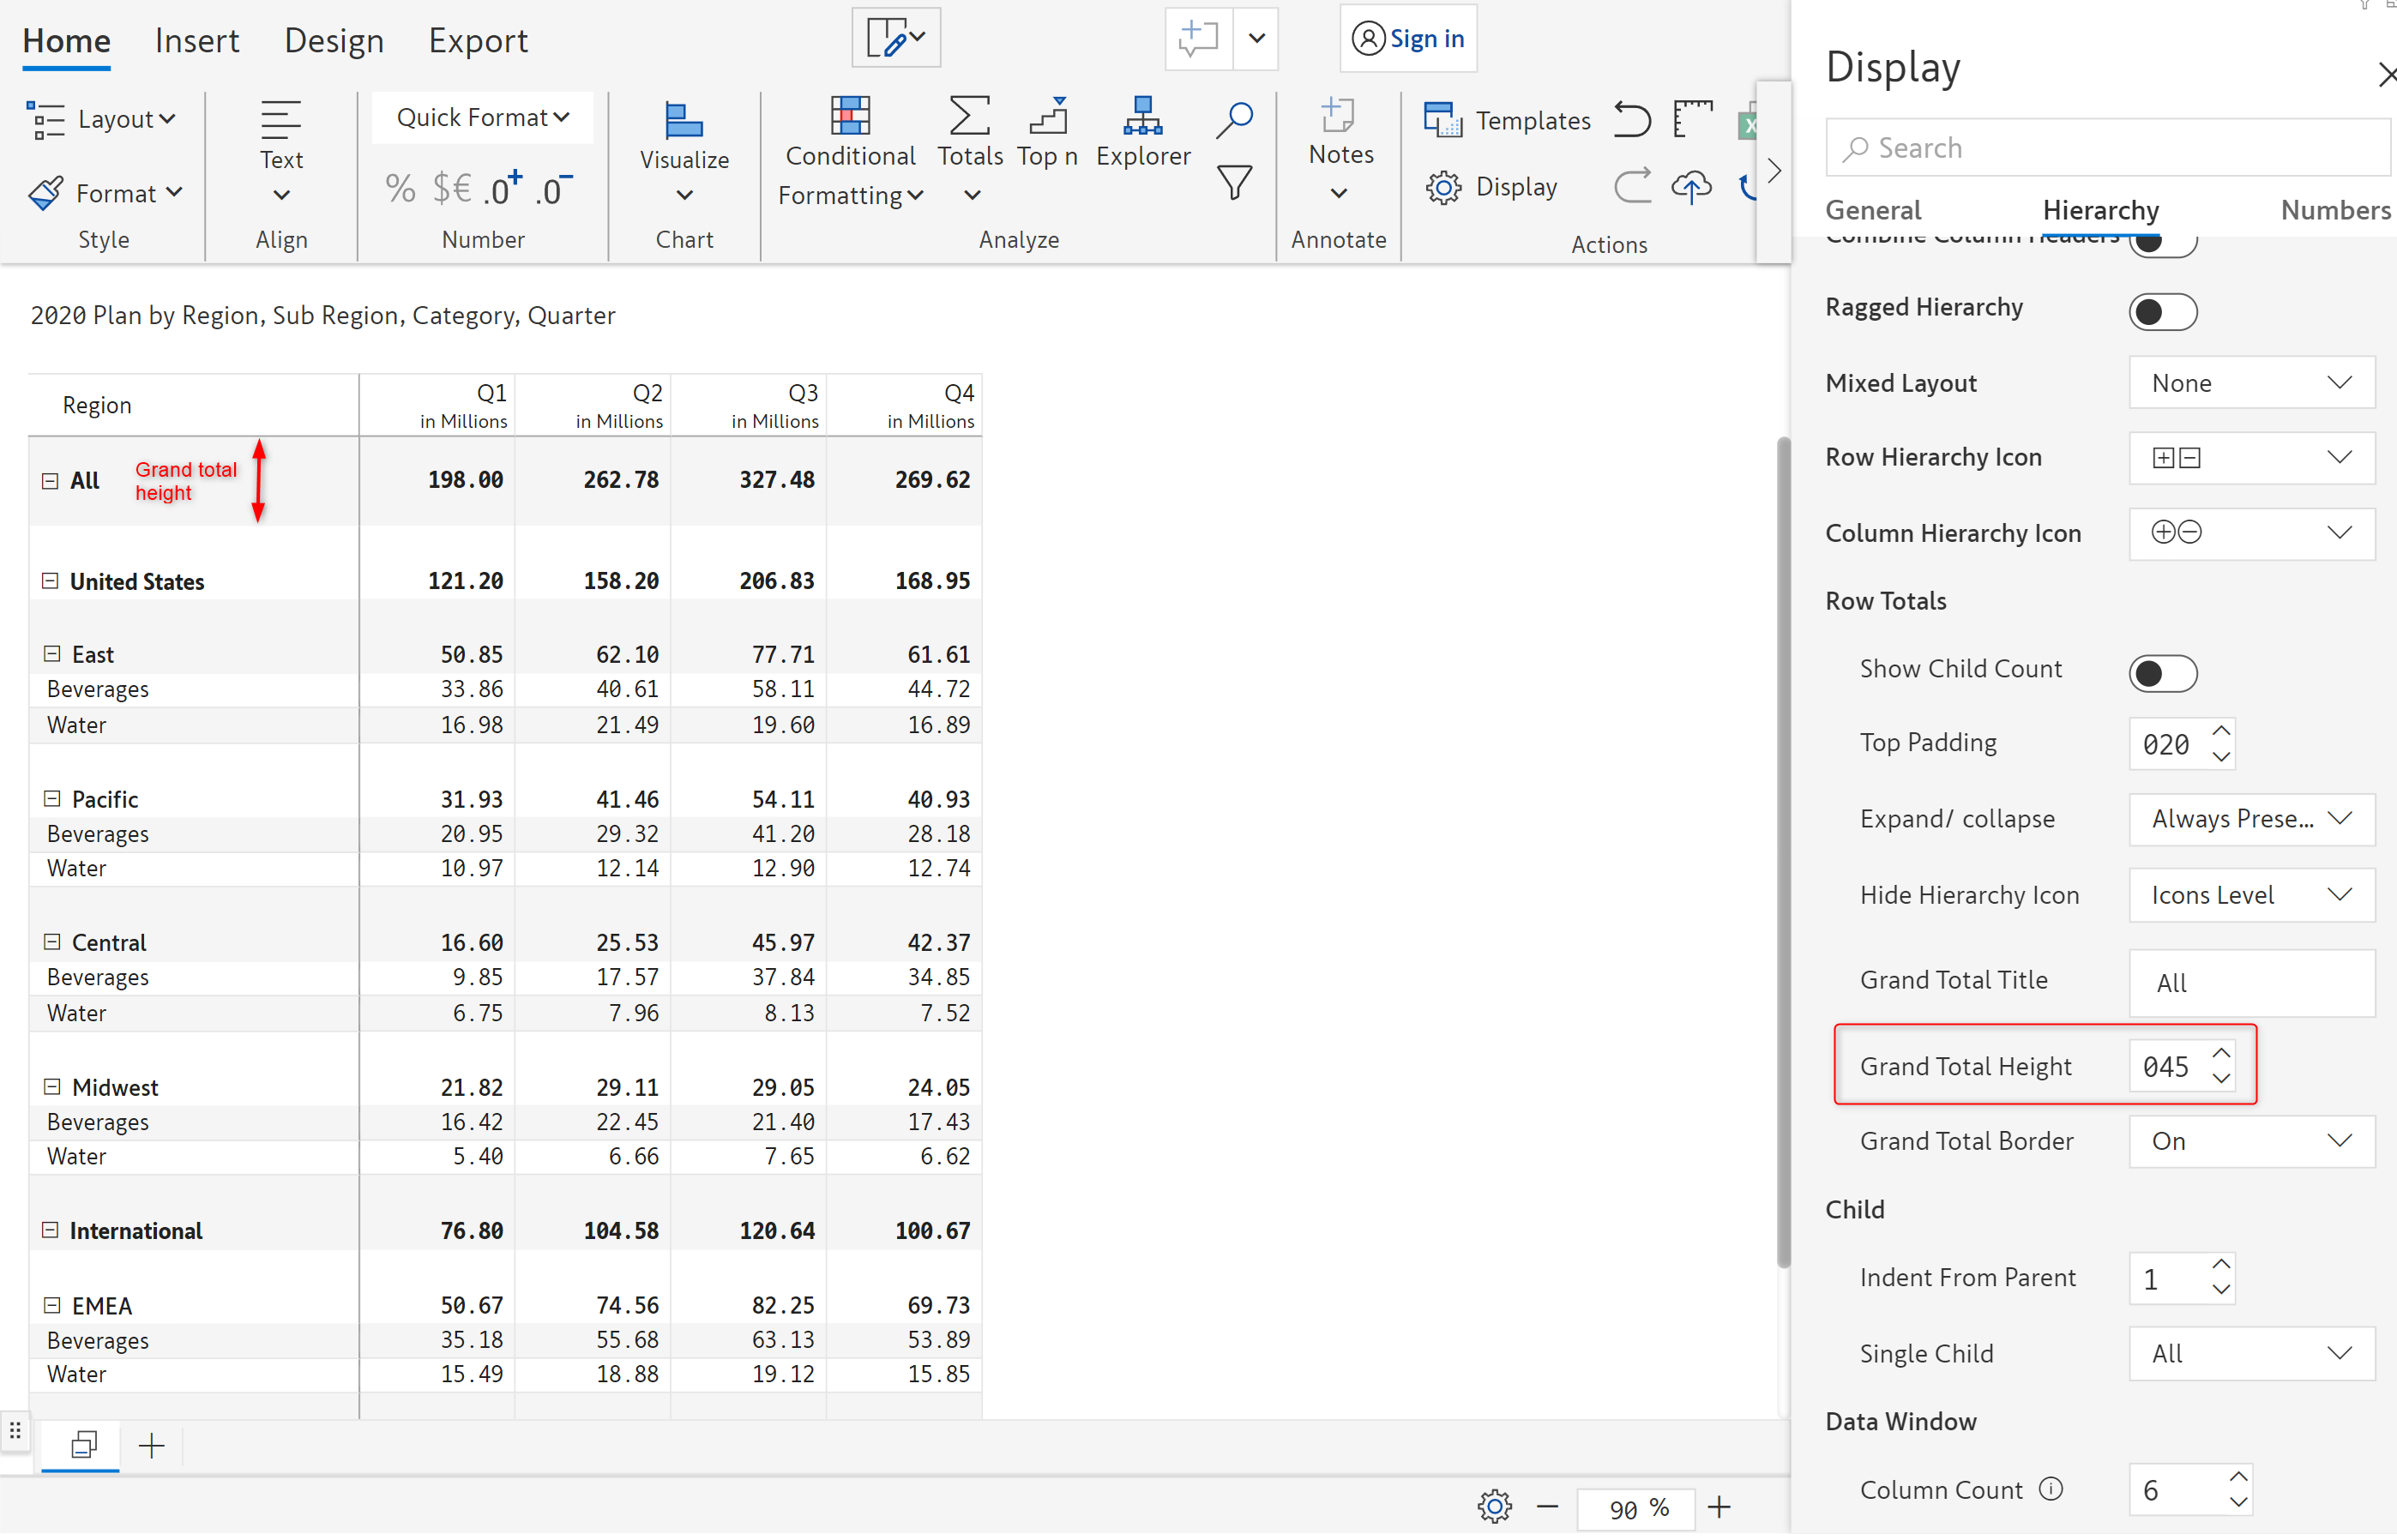 Home Insert Design Export
Sign in
Layout
Format
Style
Text
Align
Quick Format
% $€ .0+ .0-
Number
Visualize
Chart
Conditional
Formatting
Totals
Top n
Explorer
Analyze
Notes
Annotate
Templates
Display
Actions
2020 Plan by Region, Sub Region, Category, Quarter
Region Q1 Q2 Q3 Q4
in Millions in Millions in Millions in Millions
All Grand total height 198.00 262.78 327.48 269.62
United States 121.20 158.20 206.83 168.95
East 50.85 62.10 77.71 61.61
Beverages 33.86 40.61 58.11 44.72
Water 16.98 21.49 19.60 16.89
Pacific 31.93 41.46 54.11 40.93
Beverages 20.95 29.32 41.20 28.18
Water 10.97 12.14 12.90 12.74
Central 16.60 25.53 45.97 42.37
Beverages 9.85 17.57 37.84 34.85
Water 6.75 7.96 8.13 7.52
Midwest 21.82 29.11 29.05 24.05
Beverages 16.42 22.45 21.40 17.43
Water 5.40 6.66 7.65 6.62
International 76.80 104.58 120.64 100.67
EMEA 50.67 74.56 82.25 69.73
Beverages 35.18 55.68 63.13 53.89
Water 15.49 18.88 19.12 15.85
90 %
Display
Search
General Hierarchy Numbers
Combine Column Headers
Ragged Hierarchy
Mixed Layout None
Row Hierarchy Icon
Column Hierarchy Icon
Row Totals
Show Child Count
Top Padding 020
Expand/ collapse Always Prese...
Hide Hierarchy Icon Icons Level
Grand Total Title All
Grand Total Height 045
Grand Total Border On
Child
Indent From Parent 1
Single Child All
Data Window
Column Count 6